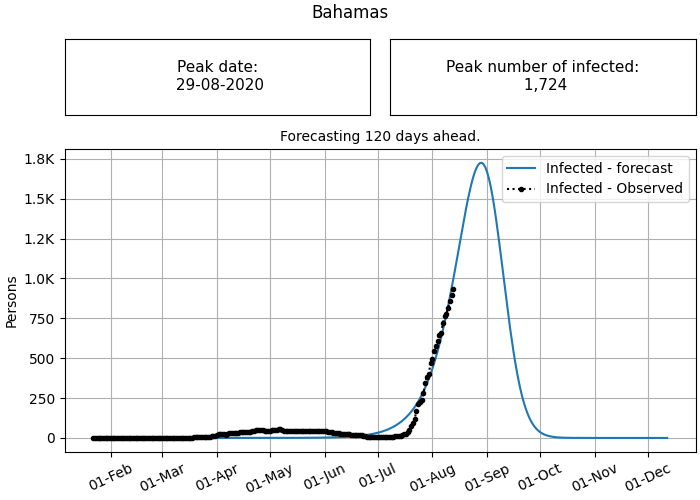 Bahamas
Peak date:
29-08-2020
Peak number of infected:
1,724
Forecasting 120 days ahead.
Infected - forecast
Infected - Observed
Persons
1.8K
1.5K
1.2K
1.0K
750
500
250
0
01-Feb
01-Mar
01-Apr
01-May
01-Jun
01-Jul
01-Aug
01-Sep
01-Oct
01-Nov
01-Dec